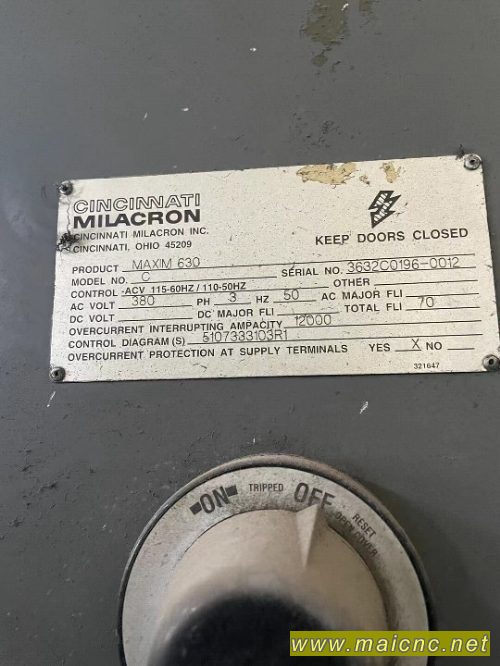 CINCINNATI
MILACRON
CINCINNATI MILACRON INC.
CINCINNATI, OHIO 45209
KEEP DOORS CLOSED
PRODUCT MAXIM 630
MODEL NO. C SERIAL NO. 3632C0196-0012
CONTROL: ACV 115-60HZ / 110-50HZ OTHER
AC VOLT 380 PH 3 HZ 50 AC MAJOR FLI
DC VOLT DC MAJOR FLI TOTAL FLI 70
OVERCURRENT INTERRUPTING AMPACITY 12000
CONTROL DIAGRAM (S) 5107333103R1
OVERCURRENT PROTECTION AT SUPPLY TERMINALS YES X NO
321647
ON TRIPPED OFF RESET
OPEN COVER
www.maicnc.net